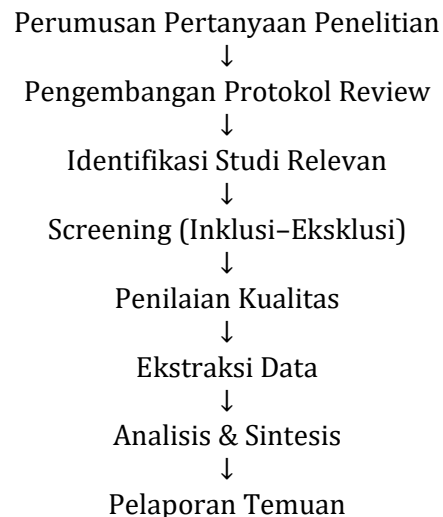 Perumusan Pertanyaan Penelitian
↓
Pengembangan Protokol Review
↓
Identifikasi Studi Relevan
↓
Screening (Inklusi–Eksklusi)
↓
Penilaian Kualitas
↓
Ekstraksi Data
↓
Analisis & Sintesis
↓
Pelaporan Temuan